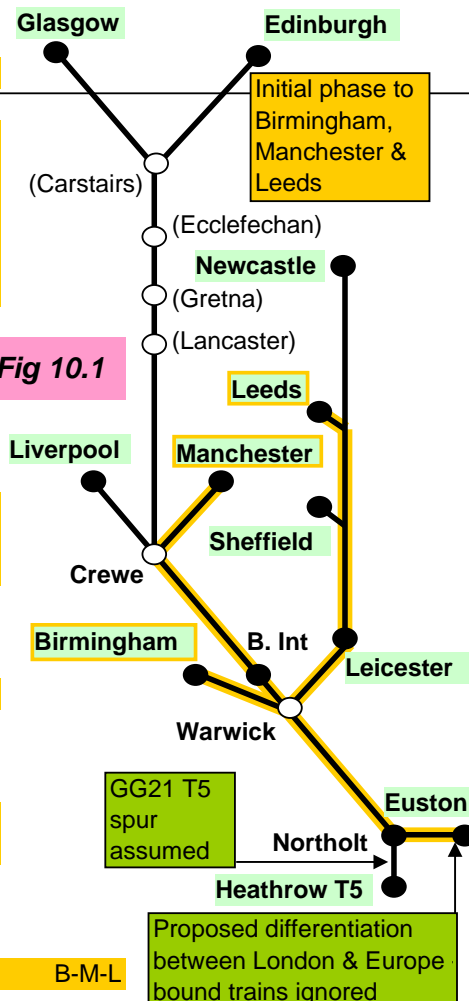 Glasgow
Edinburgh
Initial phase to
Birmingham,
Manchester &
Leeds
(Carstairs)
(Ecclefechan)
Newcastle
(Gretna)
(Lancaster)
Fig 10.1
Leeds
Liverpool
Manchester
Sheffield
Crewe
Birmingham
B. Int
Leicester
Warwick
GG21 T5
spur
assumed
Euston
Northolt
Heathrow T5
Proposed differentiation
between London & Europe
bound trains ignored
B-M-L